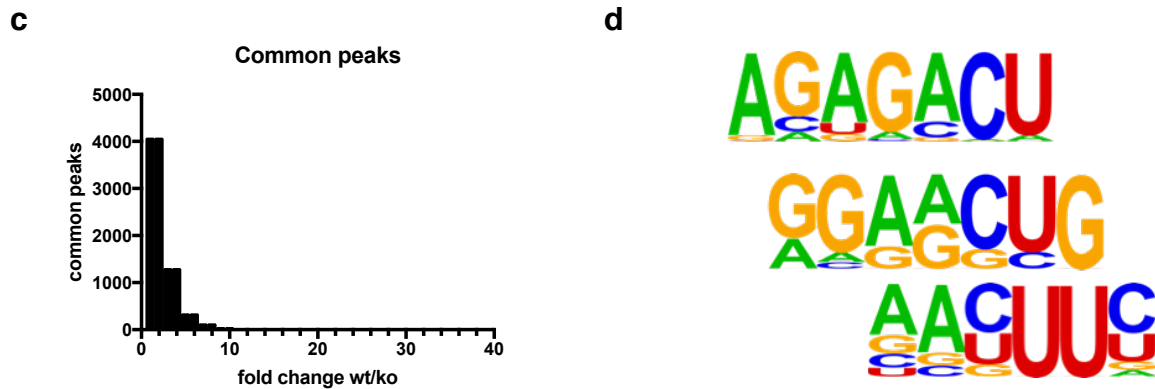 c
Common peaks
common peaks
5000
4000
3000
2000
1000
0
0 10 20 30 40
fold change wt/ko
d
AGAGACU
GGAACUG
AACUUC